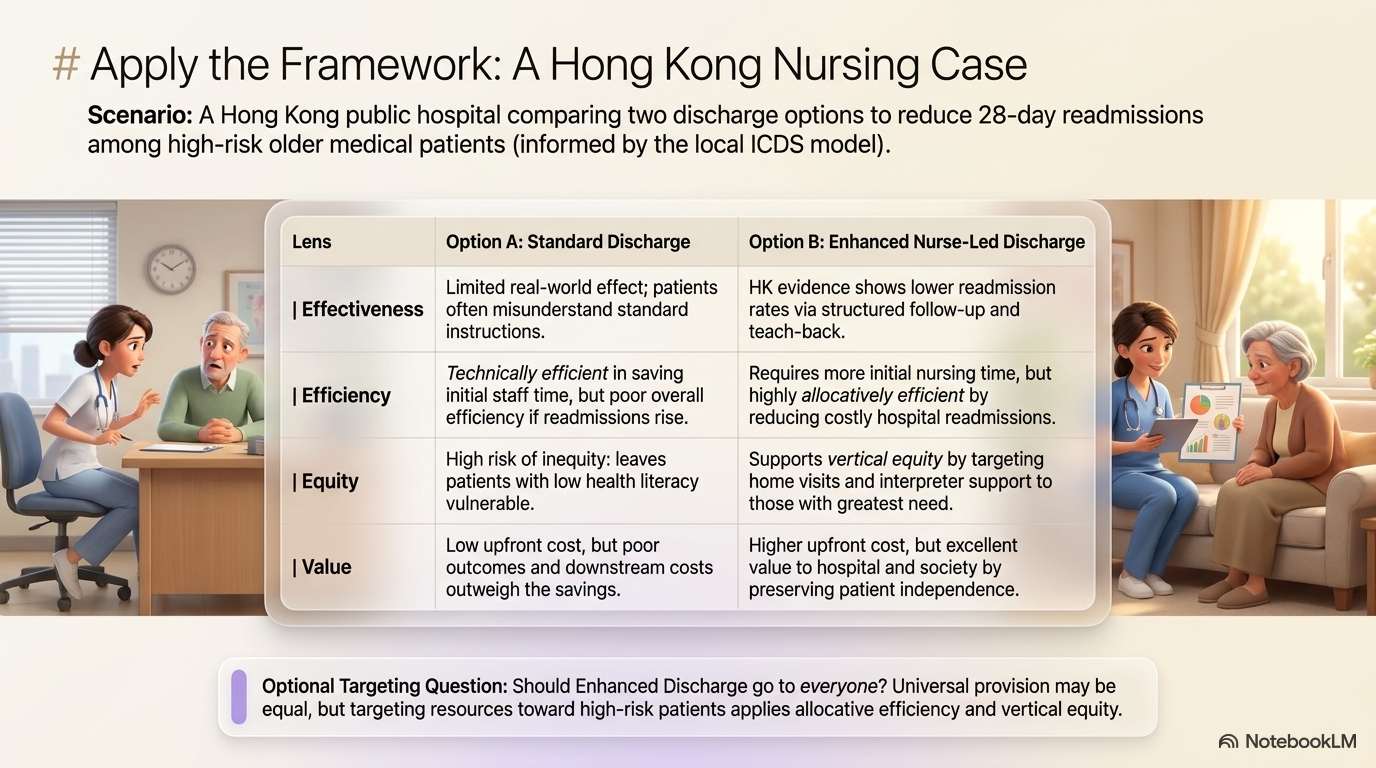 # Apply the Framework: A Hong Kong Nursing Case
Scenario: A Hong Kong public hospital comparing two discharge options to reduce 28-day readmissions
among high-risk older medical patients (informed by the local ICDS model).
Lens
Option A: Standard Discharge
Option B: Enhanced Nurse-Led Discharge
| Effectiveness
Limited real-world effect; patients
often misunderstand standard
instructions.
HK evidence shows lower readmission
rates via structured follow-up and
teach-back.
| Efficiency
Technically efficient in saving
initial staff time, but poor overall
efficiency if readmissions rise.
Requires more initial nursing time, but
highly allocatively efficient by
reducing costly hospital readmissions.
| Equity
High risk of inequity: leaves
patients with low health literacy
vulnerable.
Supports vertical equity by targeting
home visits and interpreter support to
those with greatest need.
| Value
Low upfront cost, but poor
outcomes and downstream costs
outweigh the savings.
Higher upfront cost, but excellent
value to hospital and society by
preserving patient independence.
Optional Targeting Question: Should Enhanced Discharge go to everyone? Universal provision may be
equal, but targeting resources toward high-risk patients applies allocative efficiency and vertical equity.
NotebookLM